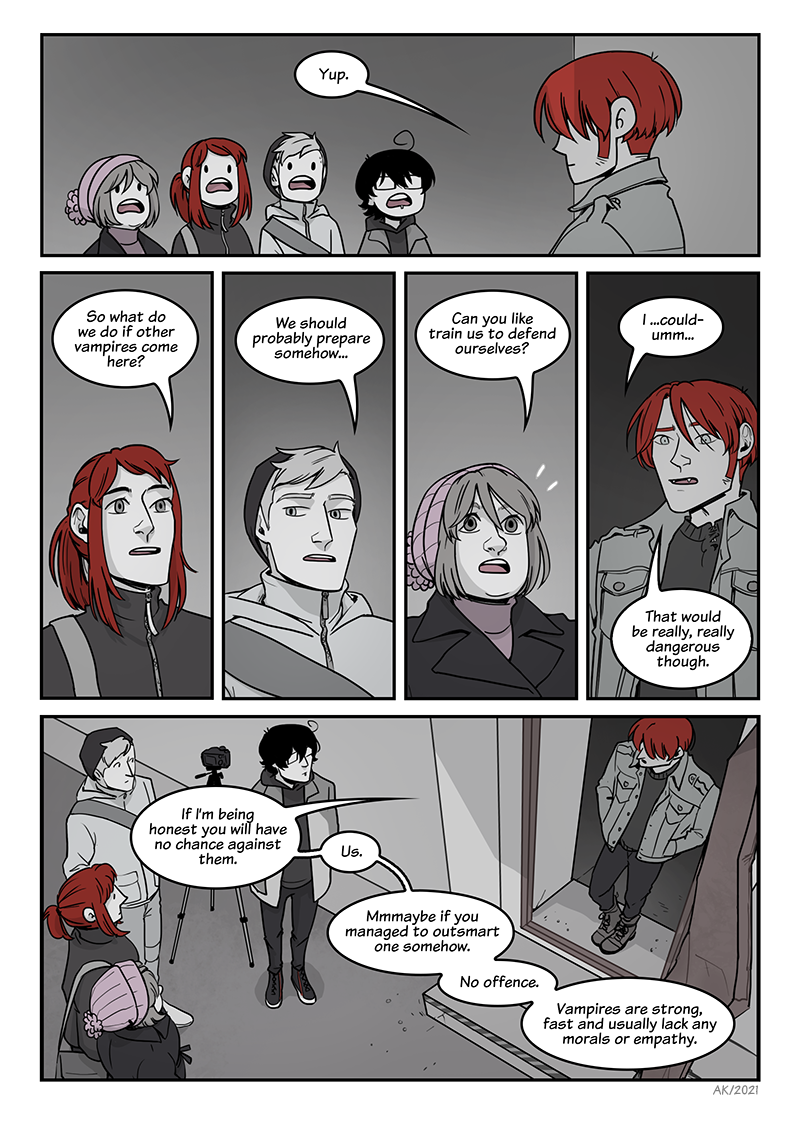 Yup.
So what do
we do if other
vampires come
here?
We should
probably prepare
somehow...
Can you like
train us to defend
ourselves?
I ...could-
umm...
That would
be really, really
dangerous
though.
If I'm being
honest you will have
no chance against
them.
Us.
Mmmaybe if you
managed to outsmart
one somehow.
No offence.
Vampires are strong,
fast and usually lack any
morals or empathy.
AK/2021